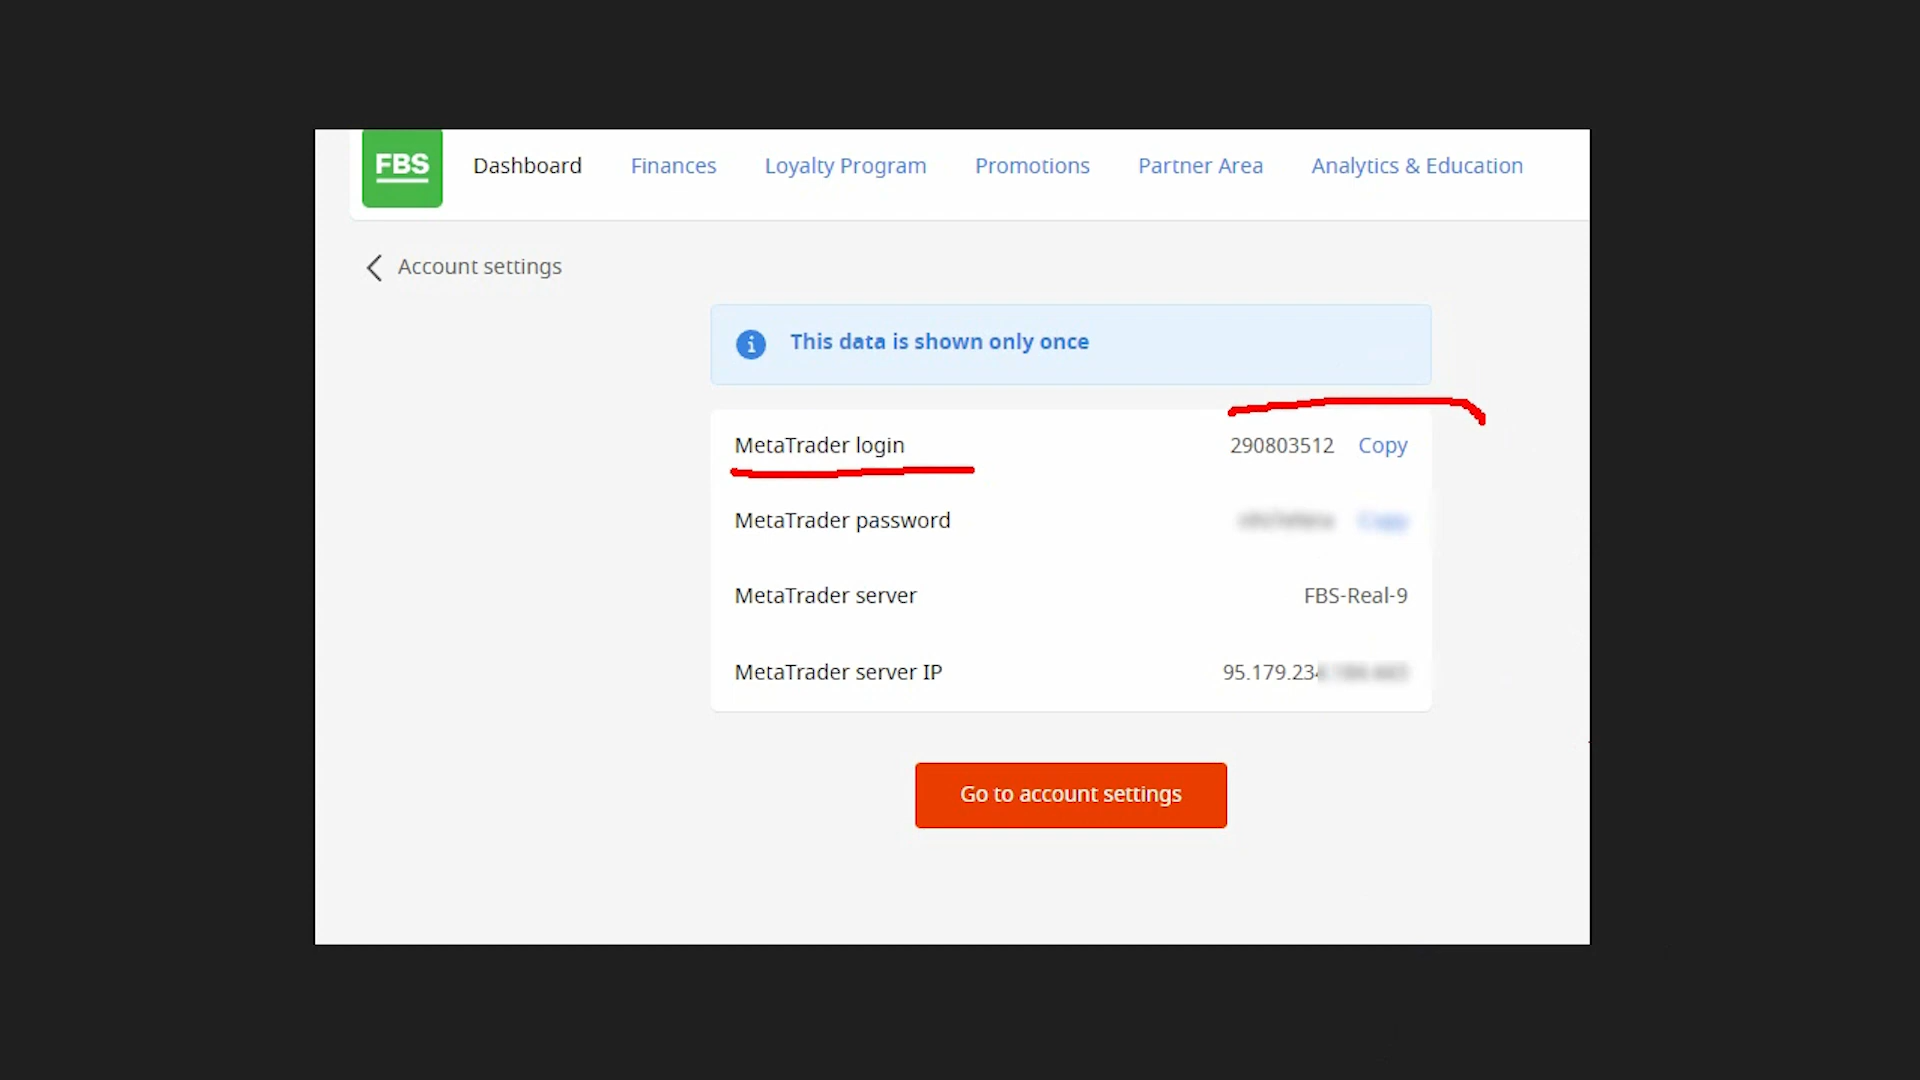 FBS Dashboard Finances Loyalty Program Promotions Partner Area Analytics & Education
Account settings
This data is shown only once
MetaTrader login 290803512 Copy
MetaTrader password Copy
MetaTrader server FBS-Real-9
MetaTrader server IP 95.179.234
Go to account settings